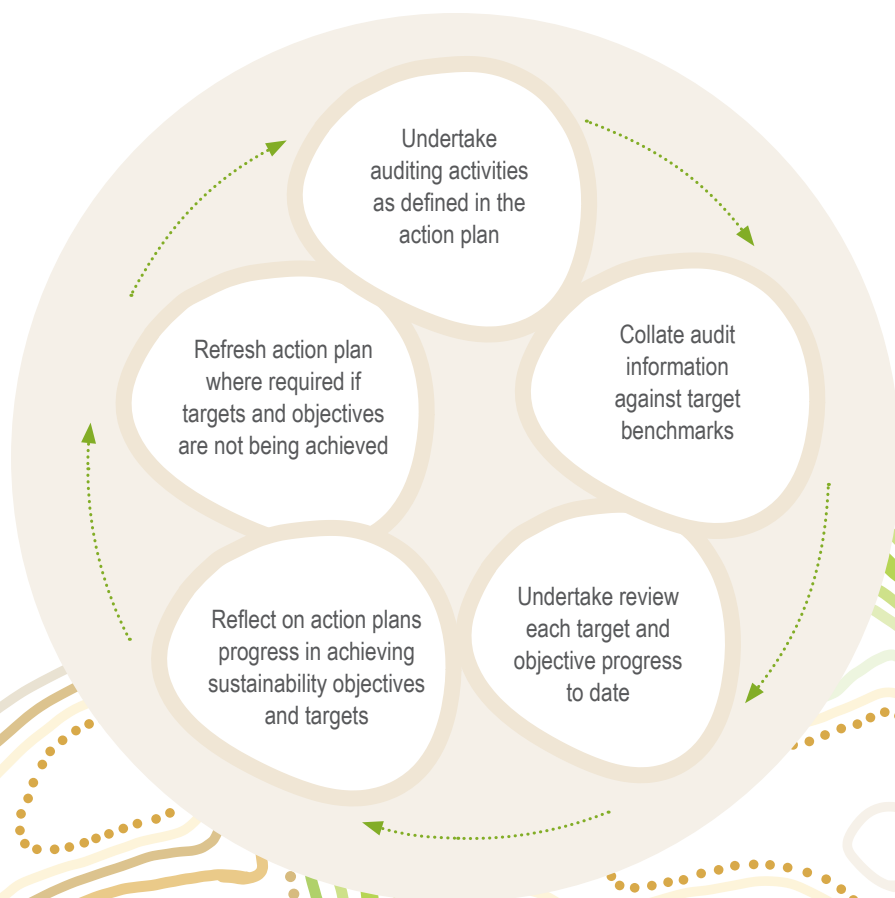 Undertake
auditing activities
as defined in the
action plan
Collate audit
information
against target
benchmarks
Undertake review
each target and
objective progress
to date
Reflect on action plans
progress in achieving
sustainability objectives
and targets
Refresh action plan
where required if
targets and objectives
are not being achieved